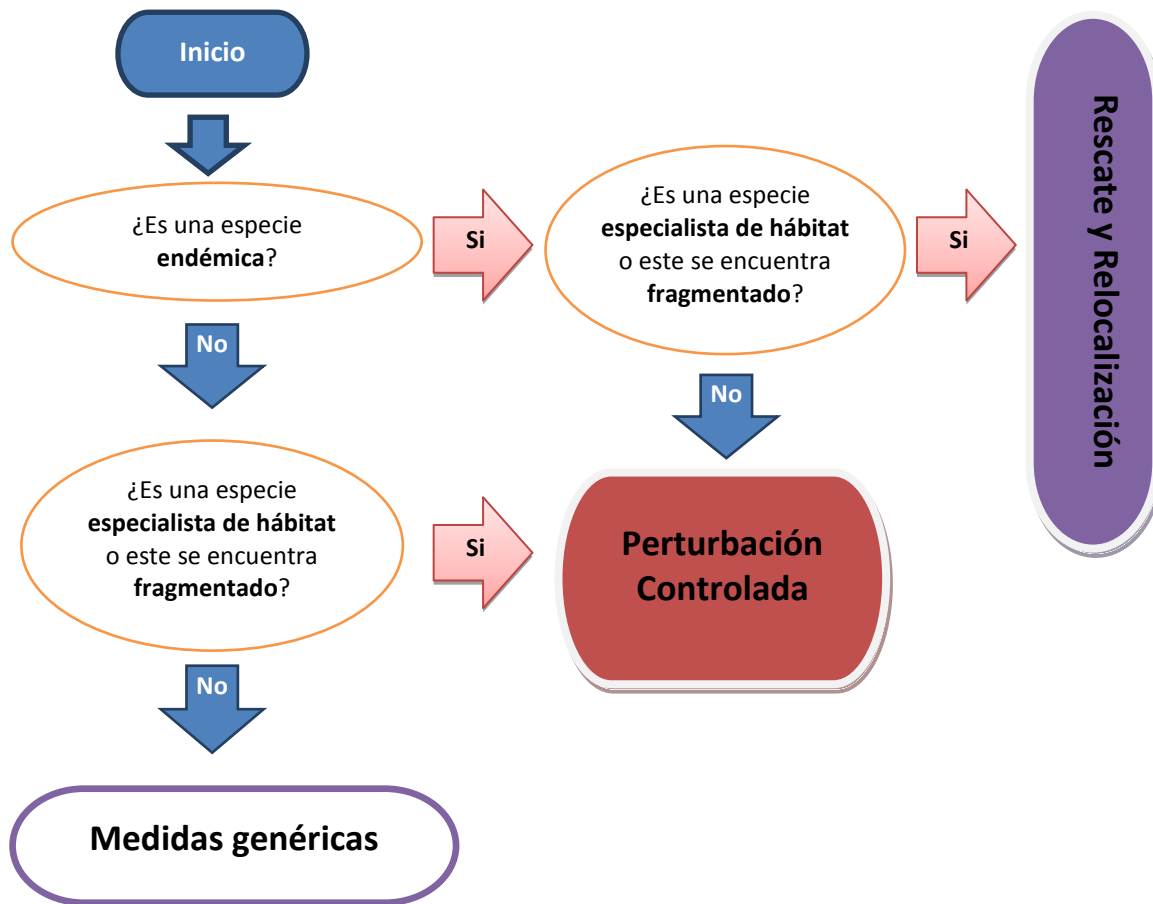 Inicio
¿Es una especie
endémica?
Si
¿Es una especie
especialista de hábitat
o este se encuentra
fragmentado?
Si
Rescate y Relocalización
No
No
¿Es una especie
especialista de hábitat
o este se encuentra
fragmentado?
Si
Perturbación
Controlada
No
Medidas genéricas